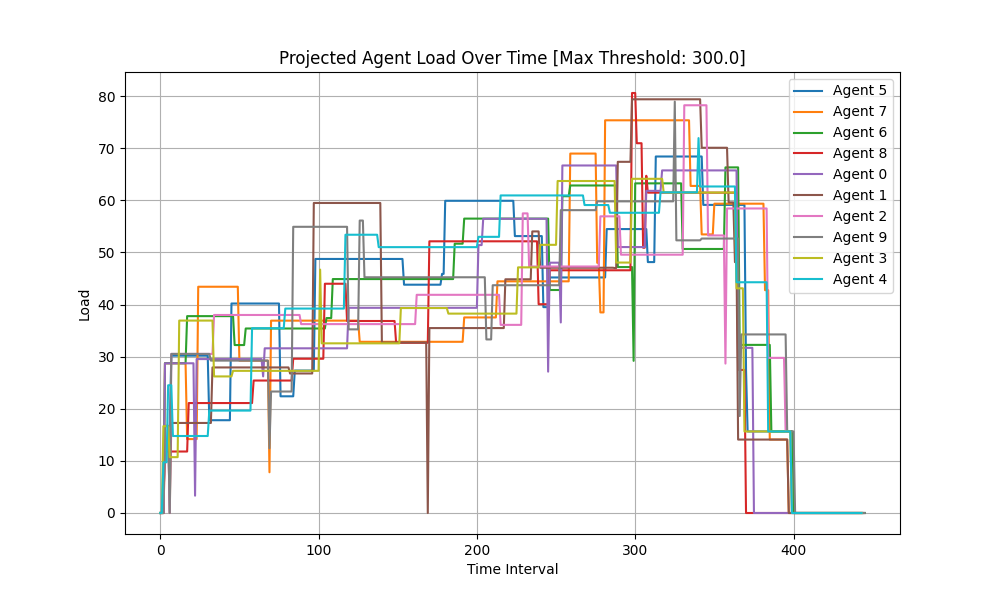 Projected Agent Load Over Time [Max Threshold: 300.0]
Load
80
70
60
50
40
30
20
10
0
0 100 200 300 400
Time Interval
Agent 5
Agent 7
Agent 6
Agent 8
Agent 0
Agent 1
Agent 2
Agent 9
Agent 3
Agent 4